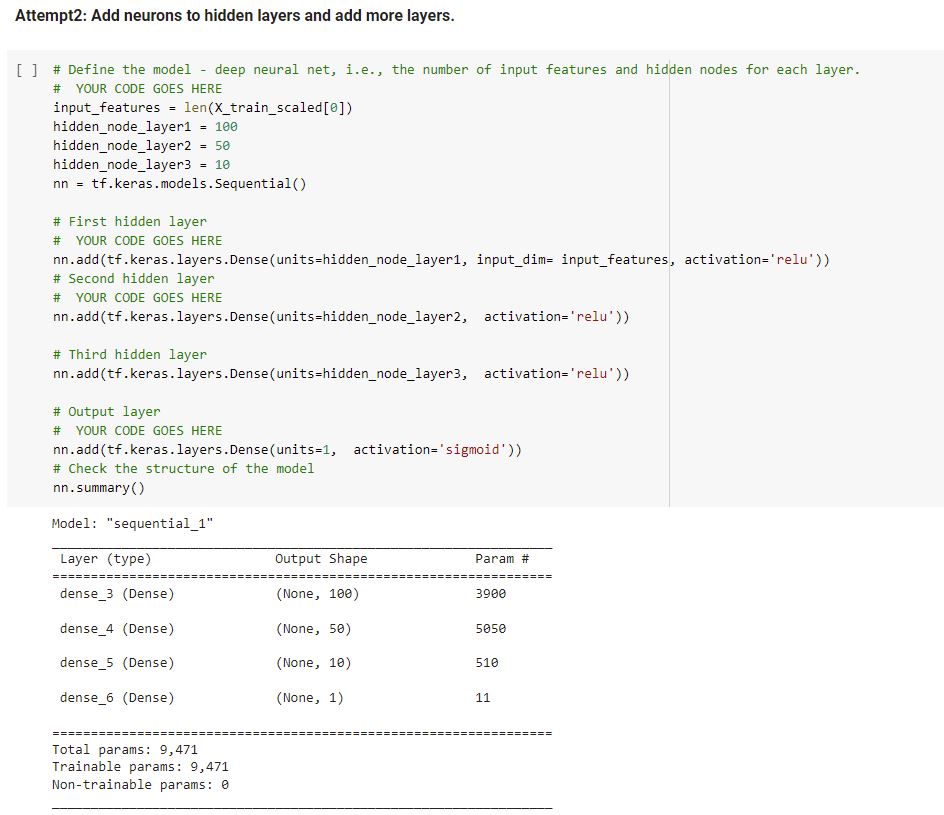 Attempt2: Add neurons to hidden layers and add more layers.
[ ] # Define the model - deep neural net, i.e., the number of input features and hidden nodes for each layer.
#  YOUR CODE GOES HERE
input_features = len(X_train_scaled[0])
hidden_node_layer1 = 100
hidden_node_layer2 = 50
hidden_node_layer3 = 10
nn = tf.keras.models.Sequential()
# First hidden layer
#  YOUR CODE GOES HERE
nn.add(tf.keras.layers.Dense(units=hidden_node_layer1, input_dim= input_features, activation='relu'))
# Second hidden layer
#  YOUR CODE GOES HERE
nn.add(tf.keras.layers.Dense(units=hidden_node_layer2,  activation='relu'))
# Third hidden layer
nn.add(tf.keras.layers.Dense(units=hidden_node_layer3,  activation='relu'))
# Output layer
#  YOUR CODE GOES HERE
nn.add(tf.keras.layers.Dense(units=1,  activation='sigmoid'))
# Check the structure of the model
nn.summary()
Model: "sequential_1"
_________________________________________________________________
Layer (type)                Output Shape              Param #
=================================================================
dense_3 (Dense)             (None, 100)               3900
dense_4 (Dense)             (None, 50)                5050
dense_5 (Dense)             (None, 10)                510
dense_6 (Dense)             (None, 1)                 11
=================================================================
Total params: 9,471
Trainable params: 9,471
Non-trainable params: 0
_________________________________________________________________